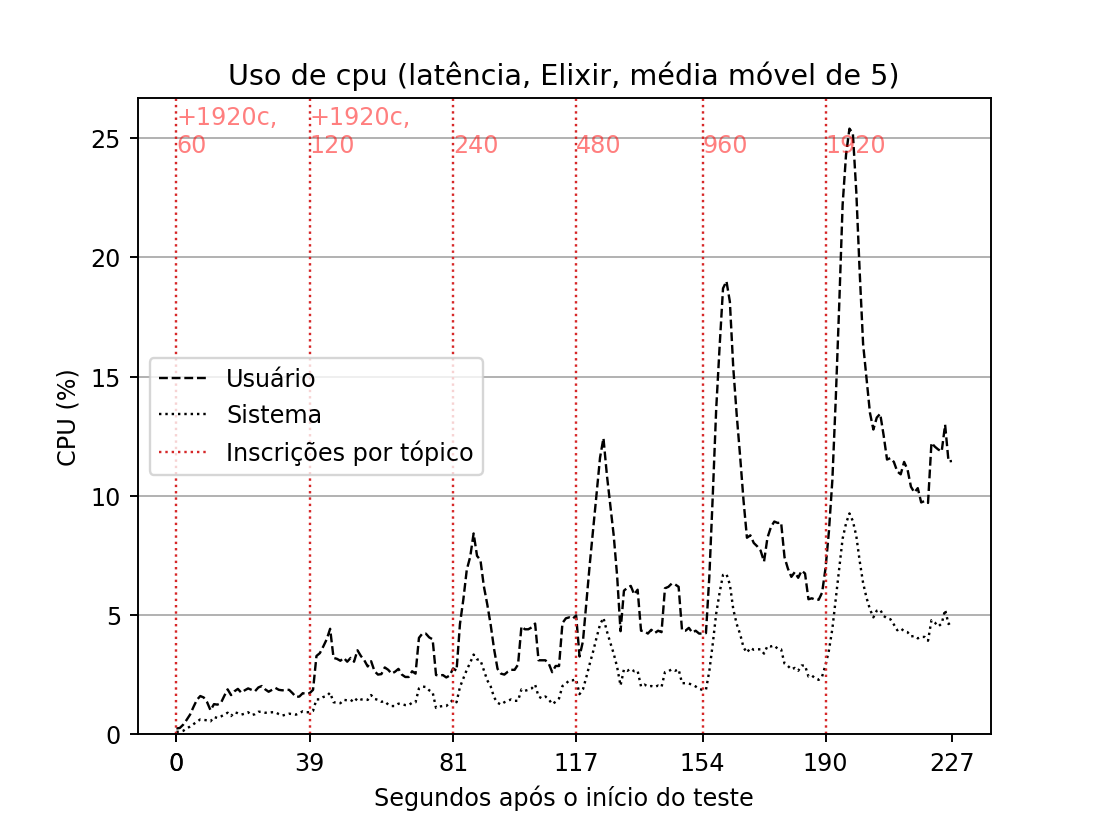 Uso de cpu (latência, Elixir, média móvel de 5)
+1920c,
60
+1920c,
120
240
480
960
1920
25
20
15
10
5
0
CPU (%)
Usuário
Sistema
Inscrições por tópico
0
39
81
117
154
190
227
Segundos após o início do teste